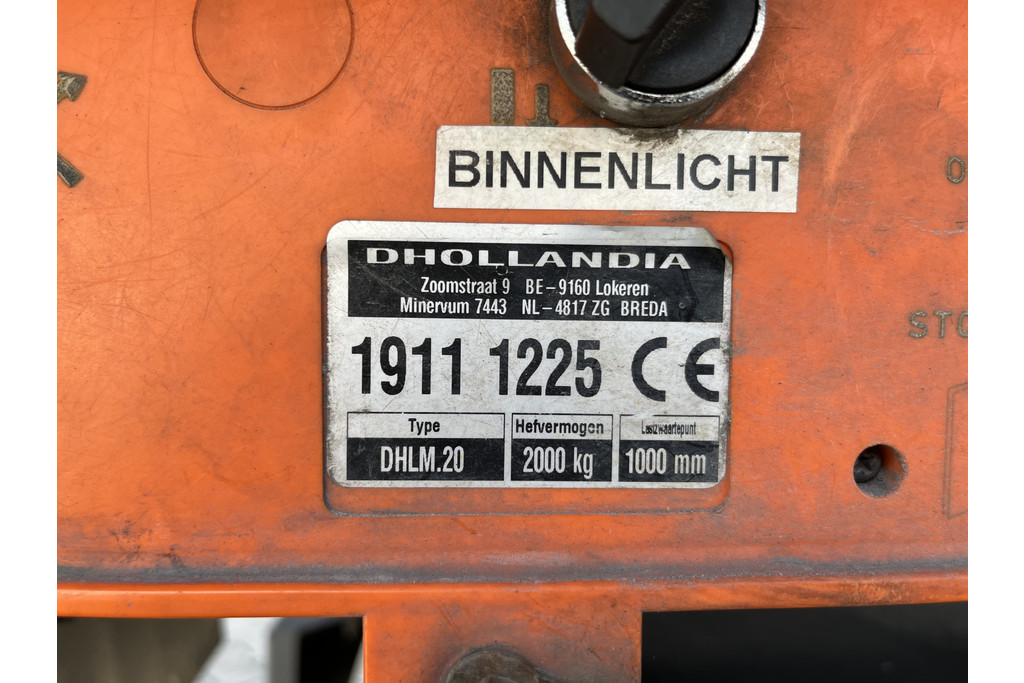 BINNENLICHT
DHOLLANDIA
Zoomstraat 9 BE-9160 Lokeren
Minervum 7443 NL-4817 ZG BREDA
1911 1225 CE
Type Hefvermogen Lastzwaartepunt
DHLM.20 2000 kg 1000 mm